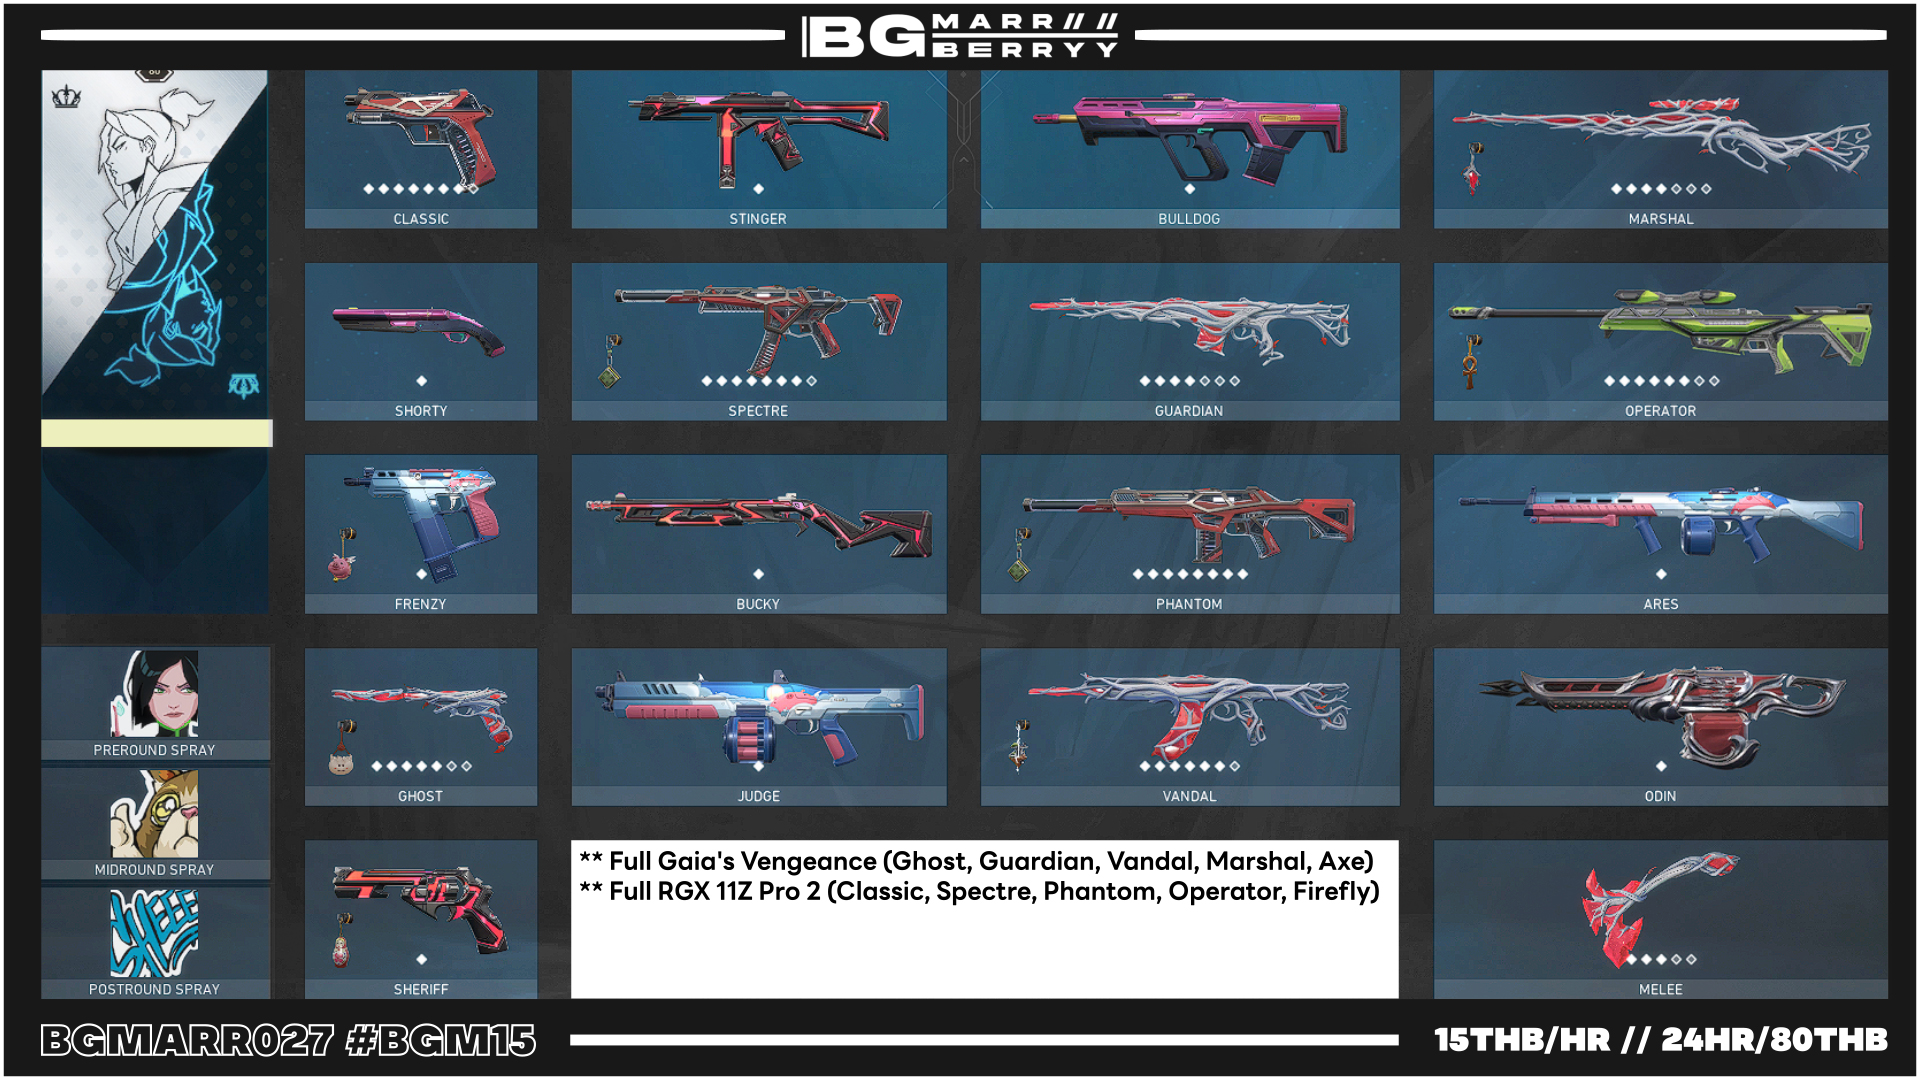 BG MARR// //
BERRYY
60
CLASSIC
STINGER
BULLDOG
MARSHAL
SHORTY
SPECTRE
GUARDIAN
OPERATOR
FRENZY
BUCKY
PHANTOM
ARES
PREROUND SPRAY
GHOST
JUDGE
VANDAL
ODIN
MIDROUND SPRAY
** Full Gaia's Vengeance (Ghost, Guardian, Vandal, Marshal, Axe)
** Full RGX 11Z Pro 2 (Classic, Spectre, Phantom, Operator, Firefly)
SHEEE
POSTROUND SPRAY
SHERIFF
MELEE
BGMARR027 #BGM15
15THB/HR // 24HR/80THB